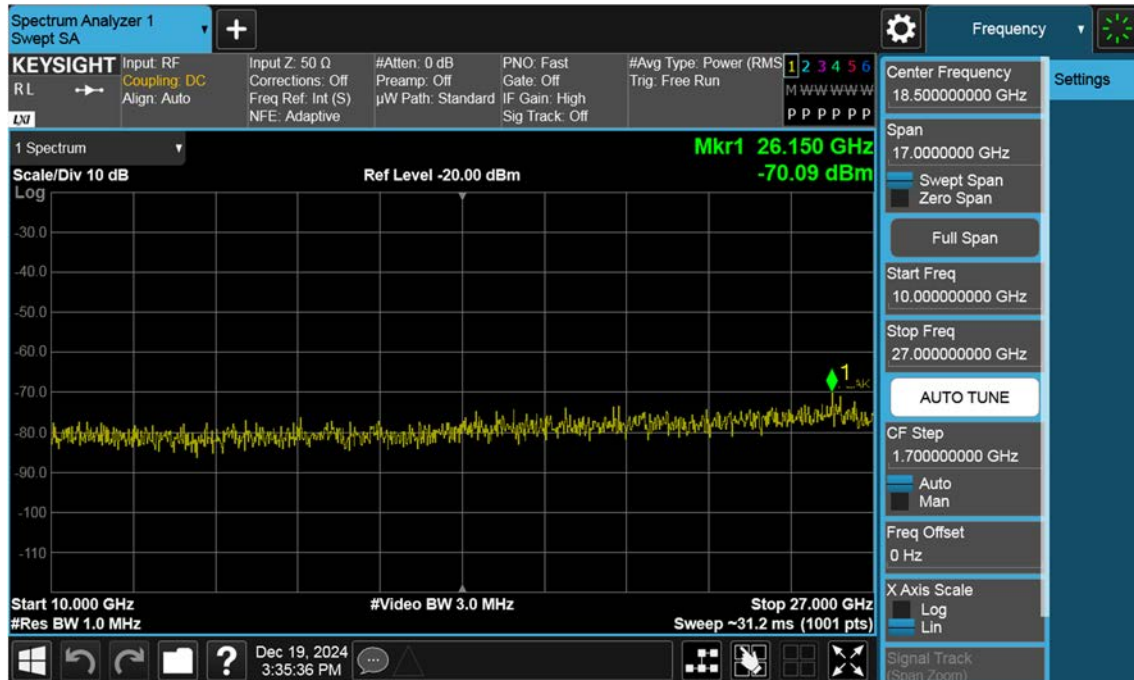 Spectrum Analyzer 1
Swept SA
Frequency
KEYSIGHT
RL
LXI
Input: RF
Coupling: DC
Align: Auto
Input Z: 50 Ω
Corrections: Off
Freq Ref: Int (S)
NFE: Adaptive
#Atten: 0 dB
Preamp: Off
µW Path: Standard
PNO: Fast
Gate: Off
IF Gain: High
Sig Track: Off
#Avg Type: Power (RMS
Trig: Free Run
1 2 3 4 5 6
M W W W W W
P P P P P P
1 Spectrum
Scale/Div 10 dB
Log
Ref Level -20.00 dBm
Mkr1 26.150 GHz
-70.09 dBm
-30.0
-40.0
-50.0
-60.0
-70.0
-80.0
-90.0
-100
-110
1
Start 10.000 GHz
#Res BW 1.0 MHz
#Video BW 3.0 MHz
Stop 27.000 GHz
Sweep ~31.2 ms (1001 pts)
?
Dec 19, 2024
3:35:36 PM
Center Frequency
18.500000000 GHz
Span
17.0000000 GHz
Swept Span
Zero Span
Full Span
Start Freq
10.000000000 GHz
Stop Freq
27.000000000 GHz
AUTO TUNE
CF Step
1.700000000 GHz
Auto
Man
Freq Offset
0 Hz
X Axis Scale
Log
Lin
Signal Track
(Span Zoom)
Settings